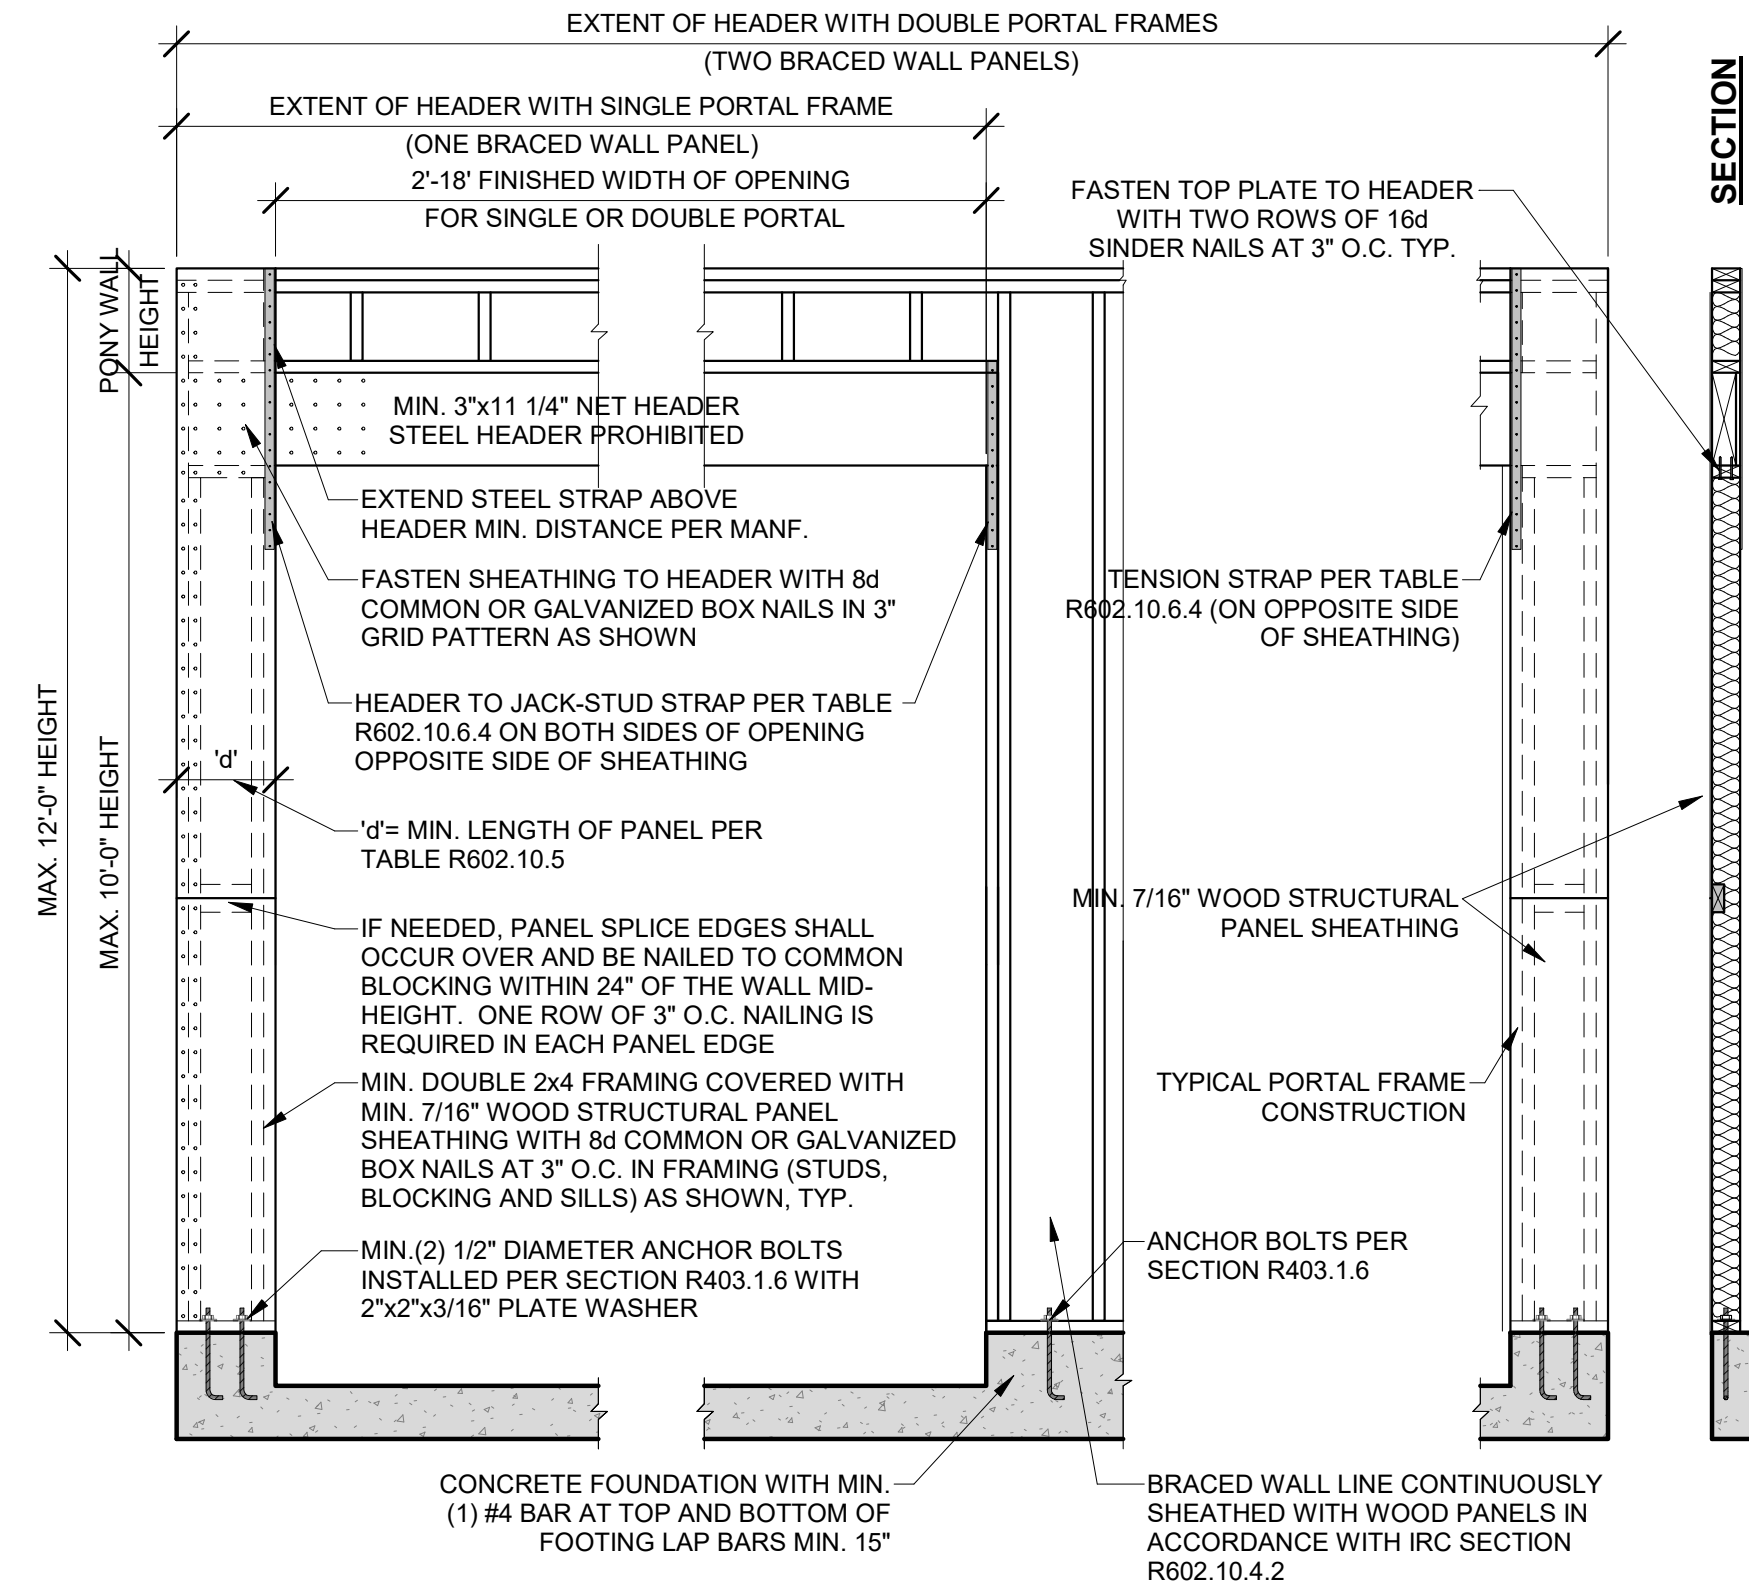 EXTENT OF HEADER WITH DOUBLE PORTAL FRAMES
(TWO BRACED WALL PANELS)
EXTENT OF HEADER WITH SINGLE PORTAL FRAME
(ONE BRACED WALL PANEL)
2'-18' FINISHED WIDTH OF OPENING
FOR SINGLE OR DOUBLE PORTAL
FASTEN TOP PLATE TO HEADER
WITH TWO ROWS OF 16d
SINDER NAILS AT 3" O.C. TYP.
SECTION
PONY WALL
HEIGHT
MIN. 3"x11 1/4" NET HEADER
STEEL HEADER PROHIBITED
EXTEND STEEL STRAP ABOVE
HEADER MIN. DISTANCE PER MANF.
FASTEN SHEATHING TO HEADER WITH 8d
COMMON OR GALVANIZED BOX NAILS IN 3"
GRID PATTERN AS SHOWN
TENSION STRAP PER TABLE
R602.10.6.4 (ON OPPOSITE SIDE
OF SHEATHING)
HEADER TO JACK-STUD STRAP PER TABLE
R602.10.6.4 ON BOTH SIDES OF OPENING
OPPOSITE SIDE OF SHEATHING
MAX. 12'-0" HEIGHT
MAX. 10'-0" HEIGHT
'd'
'd'= MIN. LENGTH OF PANEL PER
TABLE R602.10.5
IF NEEDED, PANEL SPLICE EDGES SHALL
OCCUR OVER AND BE NAILED TO COMMON
BLOCKING WITHIN 24" OF THE WALL MID-
HEIGHT.  ONE ROW OF 3" O.C. NAILING IS
REQUIRED IN EACH PANEL EDGE
MIN. 7/16" WOOD STRUCTURAL
PANEL SHEATHING
MIN. DOUBLE 2x4 FRAMING COVERED WITH
MIN. 7/16" WOOD STRUCTURAL PANEL
SHEATHING WITH 8d COMMON OR GALVANIZED
BOX NAILS AT 3" O.C. IN FRAMING (STUDS,
BLOCKING AND SILLS) AS SHOWN, TYP.
TYPICAL PORTAL FRAME
CONSTRUCTION
MIN.(2) 1/2" DIAMETER ANCHOR BOLTS
INSTALLED PER SECTION R403.1.6 WITH
2"x2"x3/16" PLATE WASHER
ANCHOR BOLTS PER
SECTION R403.1.6
CONCRETE FOUNDATION WITH MIN.
(1) #4 BAR AT TOP AND BOTTOM OF
FOOTING LAP BARS MIN. 15"
BRACED WALL LINE CONTINUOUSLY
SHEATHED WITH WOOD PANELS IN
ACCORDANCE WITH IRC SECTION
R602.10.4.2